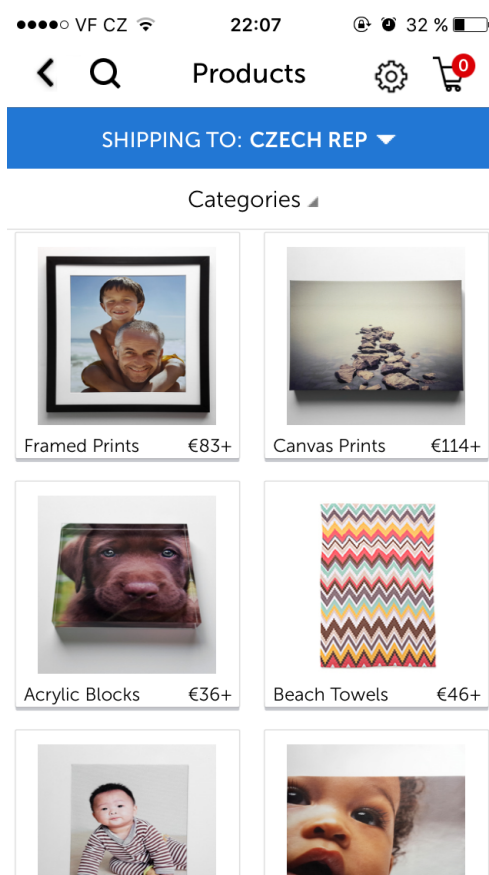 VF CZ 22:07 32 %
Products 0
SHIPPING TO: CZECH REP
Categories
Framed Prints €83+ Canvas Prints €114+
Acrylic Blocks €36+ Beach Towels €46+